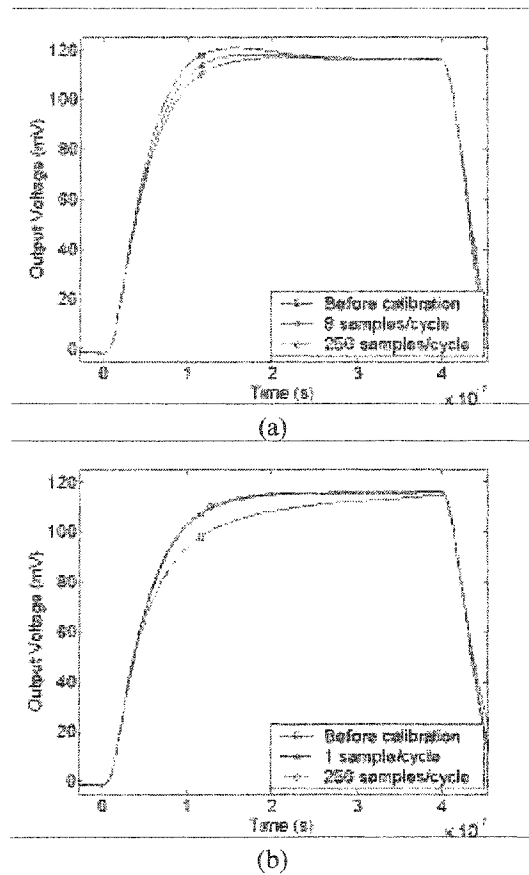 120
100
80
60
40
20
0
Output Voltage (mV)
Before calibration
8 samples/cycle
256 samples/cycle
0 1 2 3 4
Time (s)
(a)
120
100
80
60
40
20
0
Output Voltage (mV)
Before calibration
1 sample/cycle
256 samples/cycle
0 1 2 3 4
Time (s)
(b)